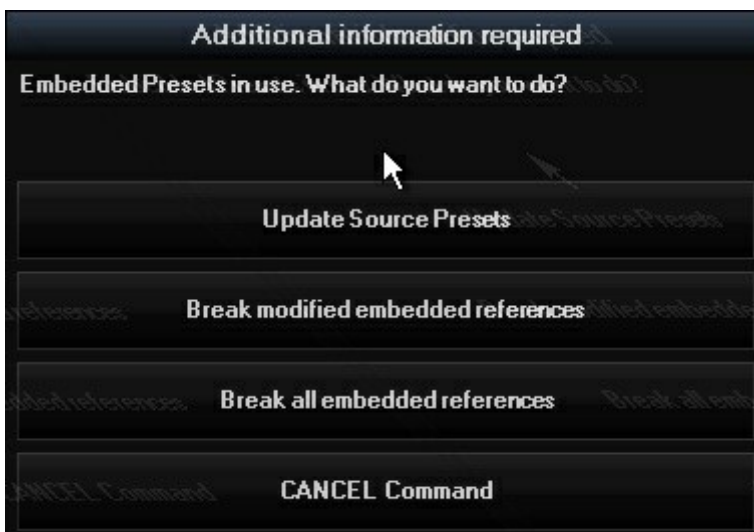 Additional information required
Embedded Presets in use. What do you want to do?
Update Source Presets
Break modified embedded references
Break all embedded references
CANCEL Command